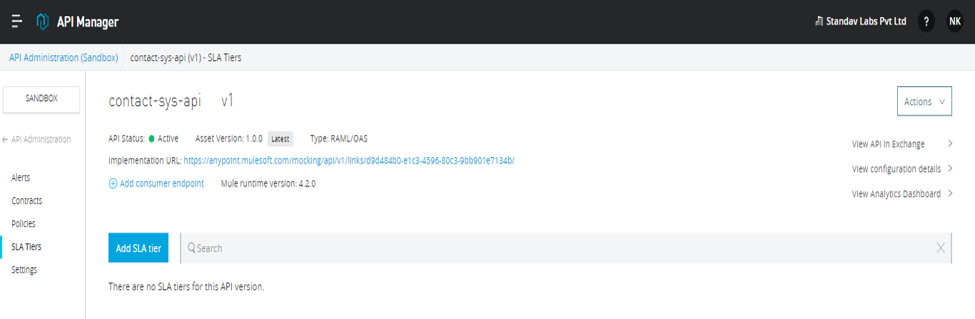 API Manager
Standav Labs Pvt Ltd ? NK
API Administration (Sandbox) contact-sys-api (v1) - SLA Tiers
SANDBOX
← API Administration
Alerts
Contracts
Policies
SLA Tiers
Settings
contact-sys-api v1
Actions
API Status: Active Asset Version: 1.0.0 Latest Type: RAML/OAS
Implementation URL: https://anypoint.mulesoft.com/mocking/api/v1/links/d9d484b0-e1c3-4596-80c3-9bb901e7134b/
Add consumer endpoint Mule runtime version: 4.2.0
View API in Exchange
View configuration details
View Analytics Dashboard
Add SLA tier Search
There are no SLA tiers for this API version.